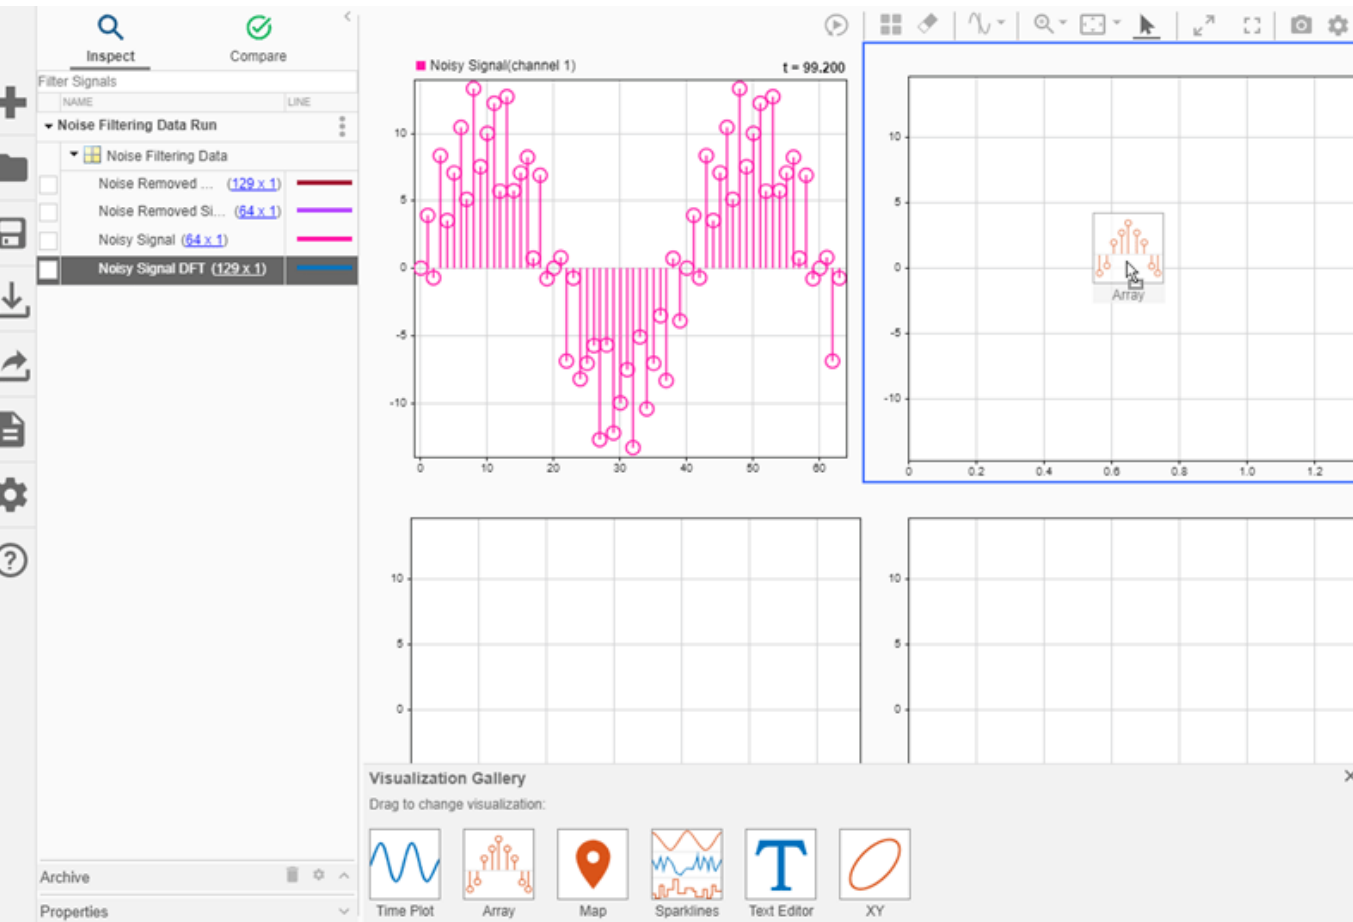 Inspect
Compare
Filter Signals
NAME
LINE
Noise Filtering Data Run
Noise Filtering Data
Noise Removed ... (129 x 1)
Noise Removed Si... (64 x 1)
Noisy Signal (64 x 1)
Noisy Signal DFT (129 x 1)
Archive
Properties
Noisy Signal(channel 1)
t = 99.200
10
5
0
-5
-10
0 10 20 30 40 50 60
10
5
0
-5
-10
0 0.2 0.4 0.6 0.8 1.0 1.2
Array
10
5
0
10
5
0
Visualization Gallery
Drag to change visualization:
T
Time Plot
Array
Map
Sparklines
Text Editor
XY